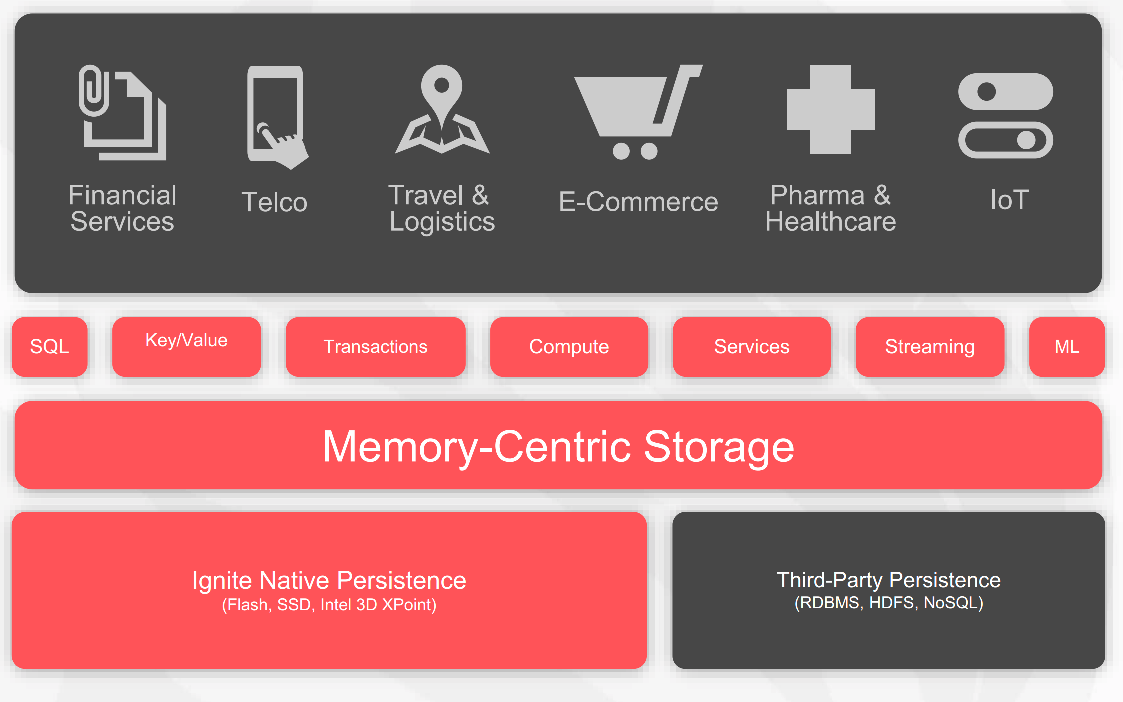 Financial
Services
Telco
Travel &
Logistics
E-Commerce
Pharma &
Healthcare
IoT
SQL
Key/Value
Transactions
Compute
Services
Streaming
ML
Memory-Centric Storage
Ignite Native Persistence
(Flash, SSD, Intel 3D XPoint)
Third-Party Persistence
(RDBMS, HDFS, NoSQL)